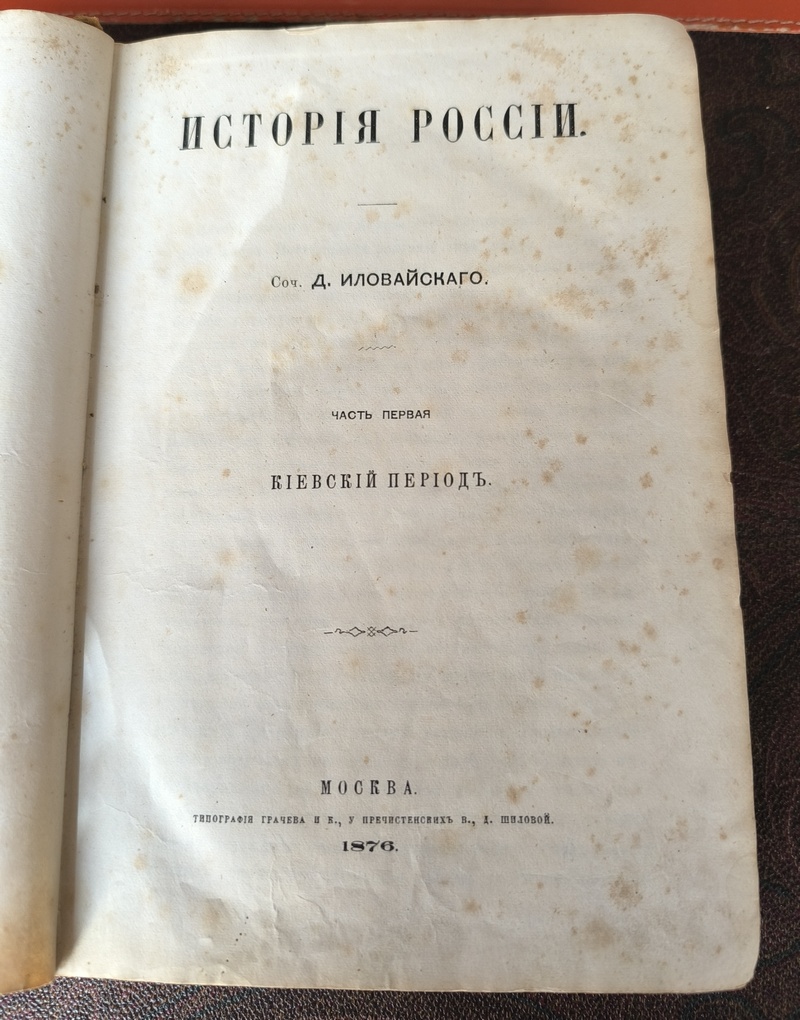 ИСТОРІЯ РОССІИ.
Соч. Д. ИЛОВАЙСКАГО.
ЧАСТЬ ПЕРВАЯ
КІЕВСКІЙ ПЕРІОДЪ.
МОСКВА.
ТИПОГРАФІЯ ГРАЧЕВА И К., У ПРЕЧИСТЕНСКИХЪ В., Д. ШИЛОВОЙ.
1876.